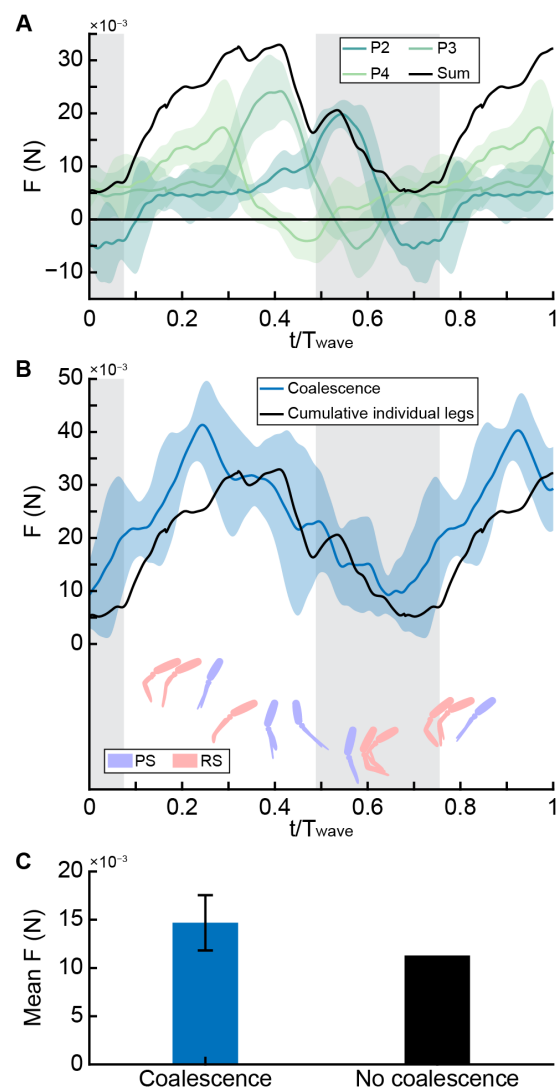 A
×10⁻³
P2 P3
P4 Sum
30
20
10
0
−10
F (N)
0 0.2 0.4 0.6 0.8 1
t/Twave
B
×10⁻³
50
Coalescence
Cumulative individual legs
40
30
20
10
0
F (N)
PS RS
0 0.2 0.4 0.6 0.8 1
t/Twave
C
×10⁻³
20
15
10
5
0
Mean F (N)
Coalescence No coalescence